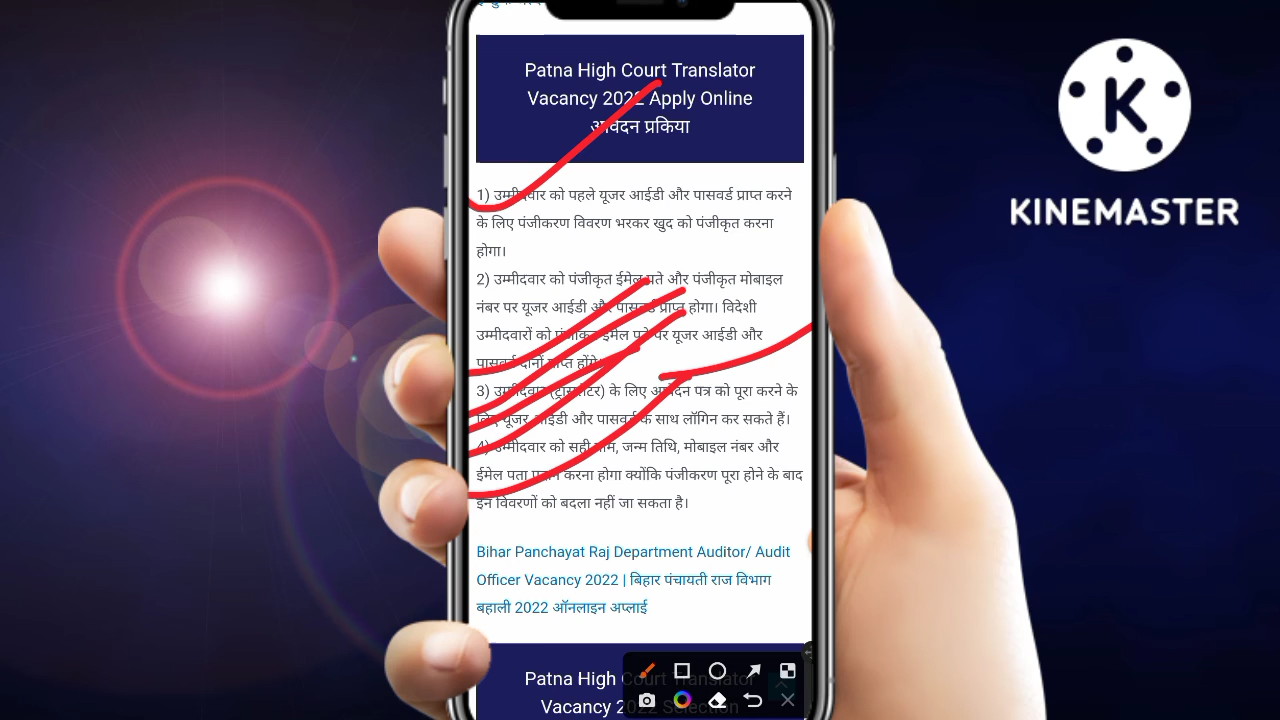 Patna High Court Translator
Vacancy 2022 Apply Online
आवेदन प्रकिया
K
KINEMASTER
1) उम्मीदवार को पहले यूजर आईडी और पासवर्ड प्राप्त करने
के लिए पंजीकरण विवरण भरकर खुद को पंजीकृत करना
होगा।
2) उम्मीदवार को पंजीकृत ईमेल पते और पंजीकृत मोबाइल
नंबर पर यूजर आईडी और पासवर्ड प्राप्त होगा। विदेशी
उम्मीदवारों को पंजीकृत ईमेल पते पर यूजर आईडी और
पासवर्ड दोनों प्राप्त होंगे।
3) उम्मीदवार (ट्रांसलेटर) के लिए आवेदन पत्र को पूरा करने के
लिए यूजर आईडी और पासवर्ड के साथ लॉगिन कर सकते हैं।
4) उम्मीदवार को सही नाम, जन्म तिथि, मोबाइल नंबर और
ईमेल पता प्रदान करना होगा क्योंकि पंजीकरण पूरा होने के बाद
इन विवरणों को बदला नहीं जा सकता है।
Bihar Panchayat Raj Department Auditor/ Audit
Officer Vacancy 2022 | बिहार पंचायती राज विभाग
बहाली 2022 ऑनलाइन अप्लाई
Patna High Court Translator
Vacancy 2022 Selection